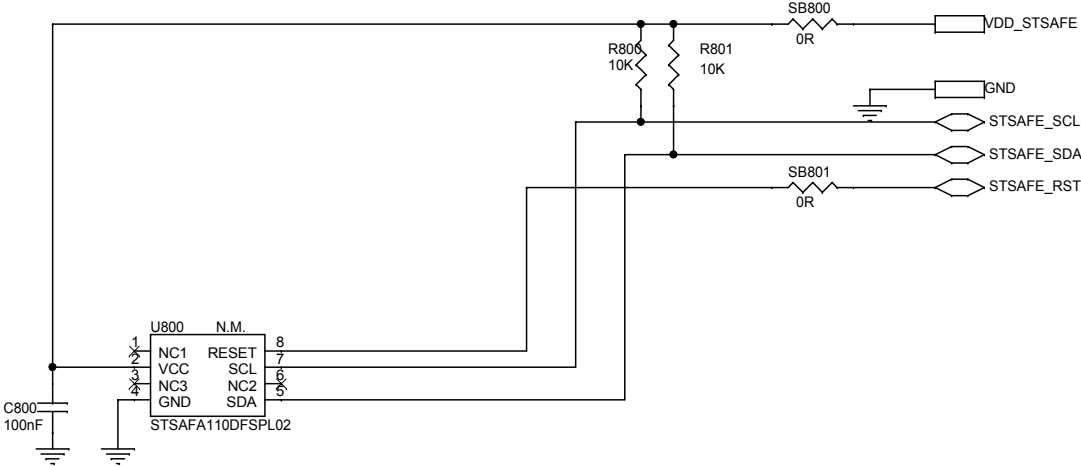 SB800
0R
VDD_STSAFE
R800
10K
R801
10K
GND
STSAFE_SCL
STSAFE_SDA
SB801
0R
STSAFE_RST
U800 N.M.
1 NC1 RESET 8
2 VCC SCL 7
3 NC3 NC2 6
4 GND SDA 5
STSAFA110DFSPL02
C800
100nF